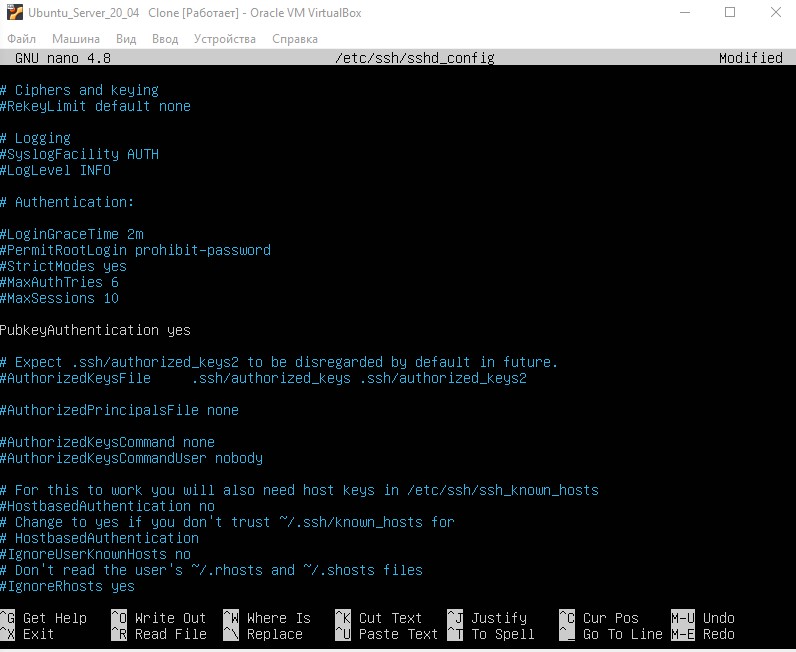 Ubuntu_Server_20_04 Clone [Работает] - Oracle VM VirtualBox
Файл Машина Вид Ввод Устройства Справка
GNU nano 4.8 /etc/ssh/sshd_config Modified
# Ciphers and keying
#RekeyLimit default none
# Logging
#SyslogFacility AUTH
#LogLevel INFO
# Authentication:
#LoginGraceTime 2m
#PermitRootLogin prohibit-password
#StrictModes yes
#MaxAuthTries 6
#MaxSessions 10
PubkeyAuthentication yes
# Expect .ssh/authorized_keys2 to be disregarded by default in future.
#AuthorizedKeysFile .ssh/authorized_keys .ssh/authorized_keys2
#AuthorizedPrincipalsFile none
#AuthorizedKeysCommand none
#AuthorizedKeysCommandUser nobody
# For this to work you will also need host keys in /etc/ssh/ssh_known_hosts
#HostbasedAuthentication no
# Change to yes if you don't trust ~/.ssh/known_hosts for
# HostbasedAuthentication
#IgnoreUserKnownHosts no
# Don't read the user's ~/.rhosts and ~/.shosts files
#IgnoreRhosts yes
^G Get Help ^O Write Out ^W Where Is ^K Cut Text ^J Justify ^C Cur Pos M-U Undo
^X Exit ^R Read File ^\ Replace ^U Paste Text ^T To Spell ^_ Go To Line M-E Redo